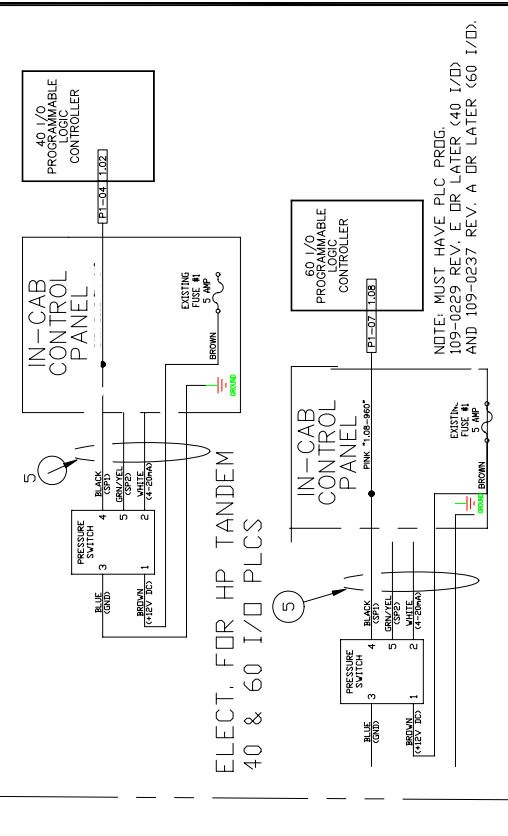 40 I/O
PROGRAMMABLE
LOGIC
CONTROLLER
P1-04 1.02
IN-CAB
CONTROL
PANEL
EXISTING
FUSE #1
5 AMP
BROWN
GROUND
5
BLACK
(SP1)
GRN/YEL
(SP2)
WHITE
(4-20mA)
4
5
2
PRESSURE
SWITCH
3
1
BLUE
(GND)
BROWN
(+12V DC)
ELECT. FOR HP TANDEM
40 & 60 I/O PLCS
60 I/O
PROGRAMMABLE
LOGIC
CONTROLLER
P1-07 1.08
IN-CAB
CONTROL
PANEL
PINK "1.08-960"
EXISTIN
FUSE #1
5 AMP
BROWN
GROUND
5
BLACK
(SP1)
GRN/YEL
(SP2)
WHITE
(4-20mA)
4
5
2
PRESSURE
SWITCH
3
1
BLUE
(GND)
BROWN
(+12V DC)
NOTE: MUST HAVE PLC PROG.
109-0229 REV. E OR LATER (40 I/O)
AND 109-0237 REV. A OR LATER (60 I/O).